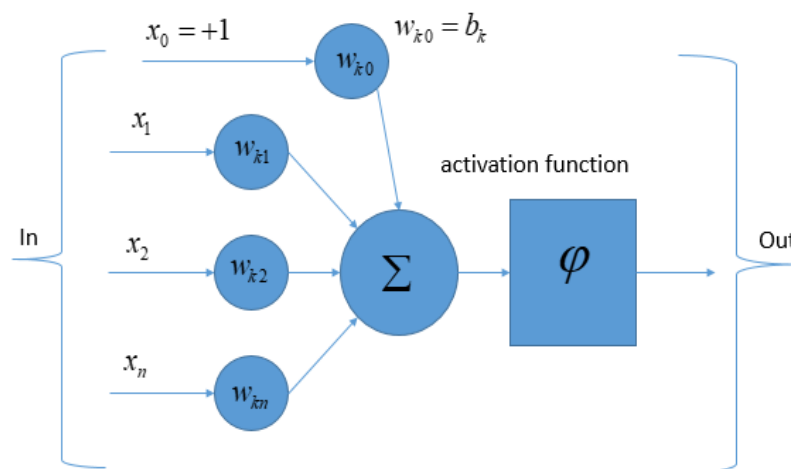 x₀ = +1
wₖ₀ = bₖ
wₖ₀
x₁
wₖ₁
activation function
In
x₂
wₖ₂
Σ
φ
Out
xₙ
wₖₙ